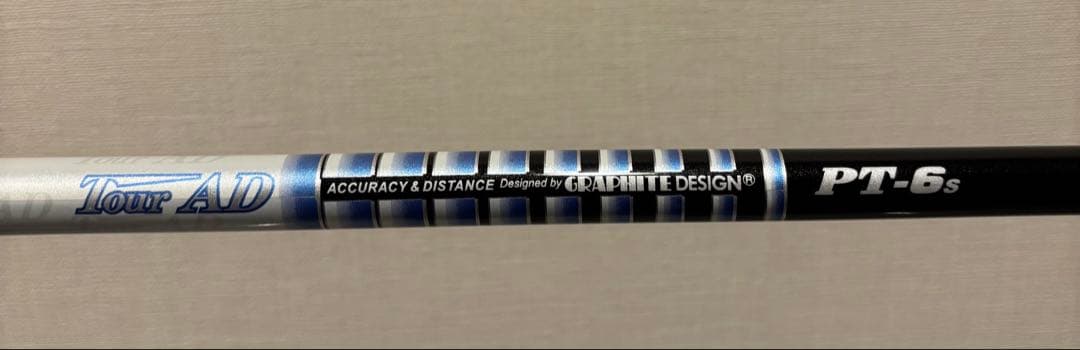 Tour AD ACCURACY & DISTANCE Designed by GRAPHITE DESIGN® PT-6s